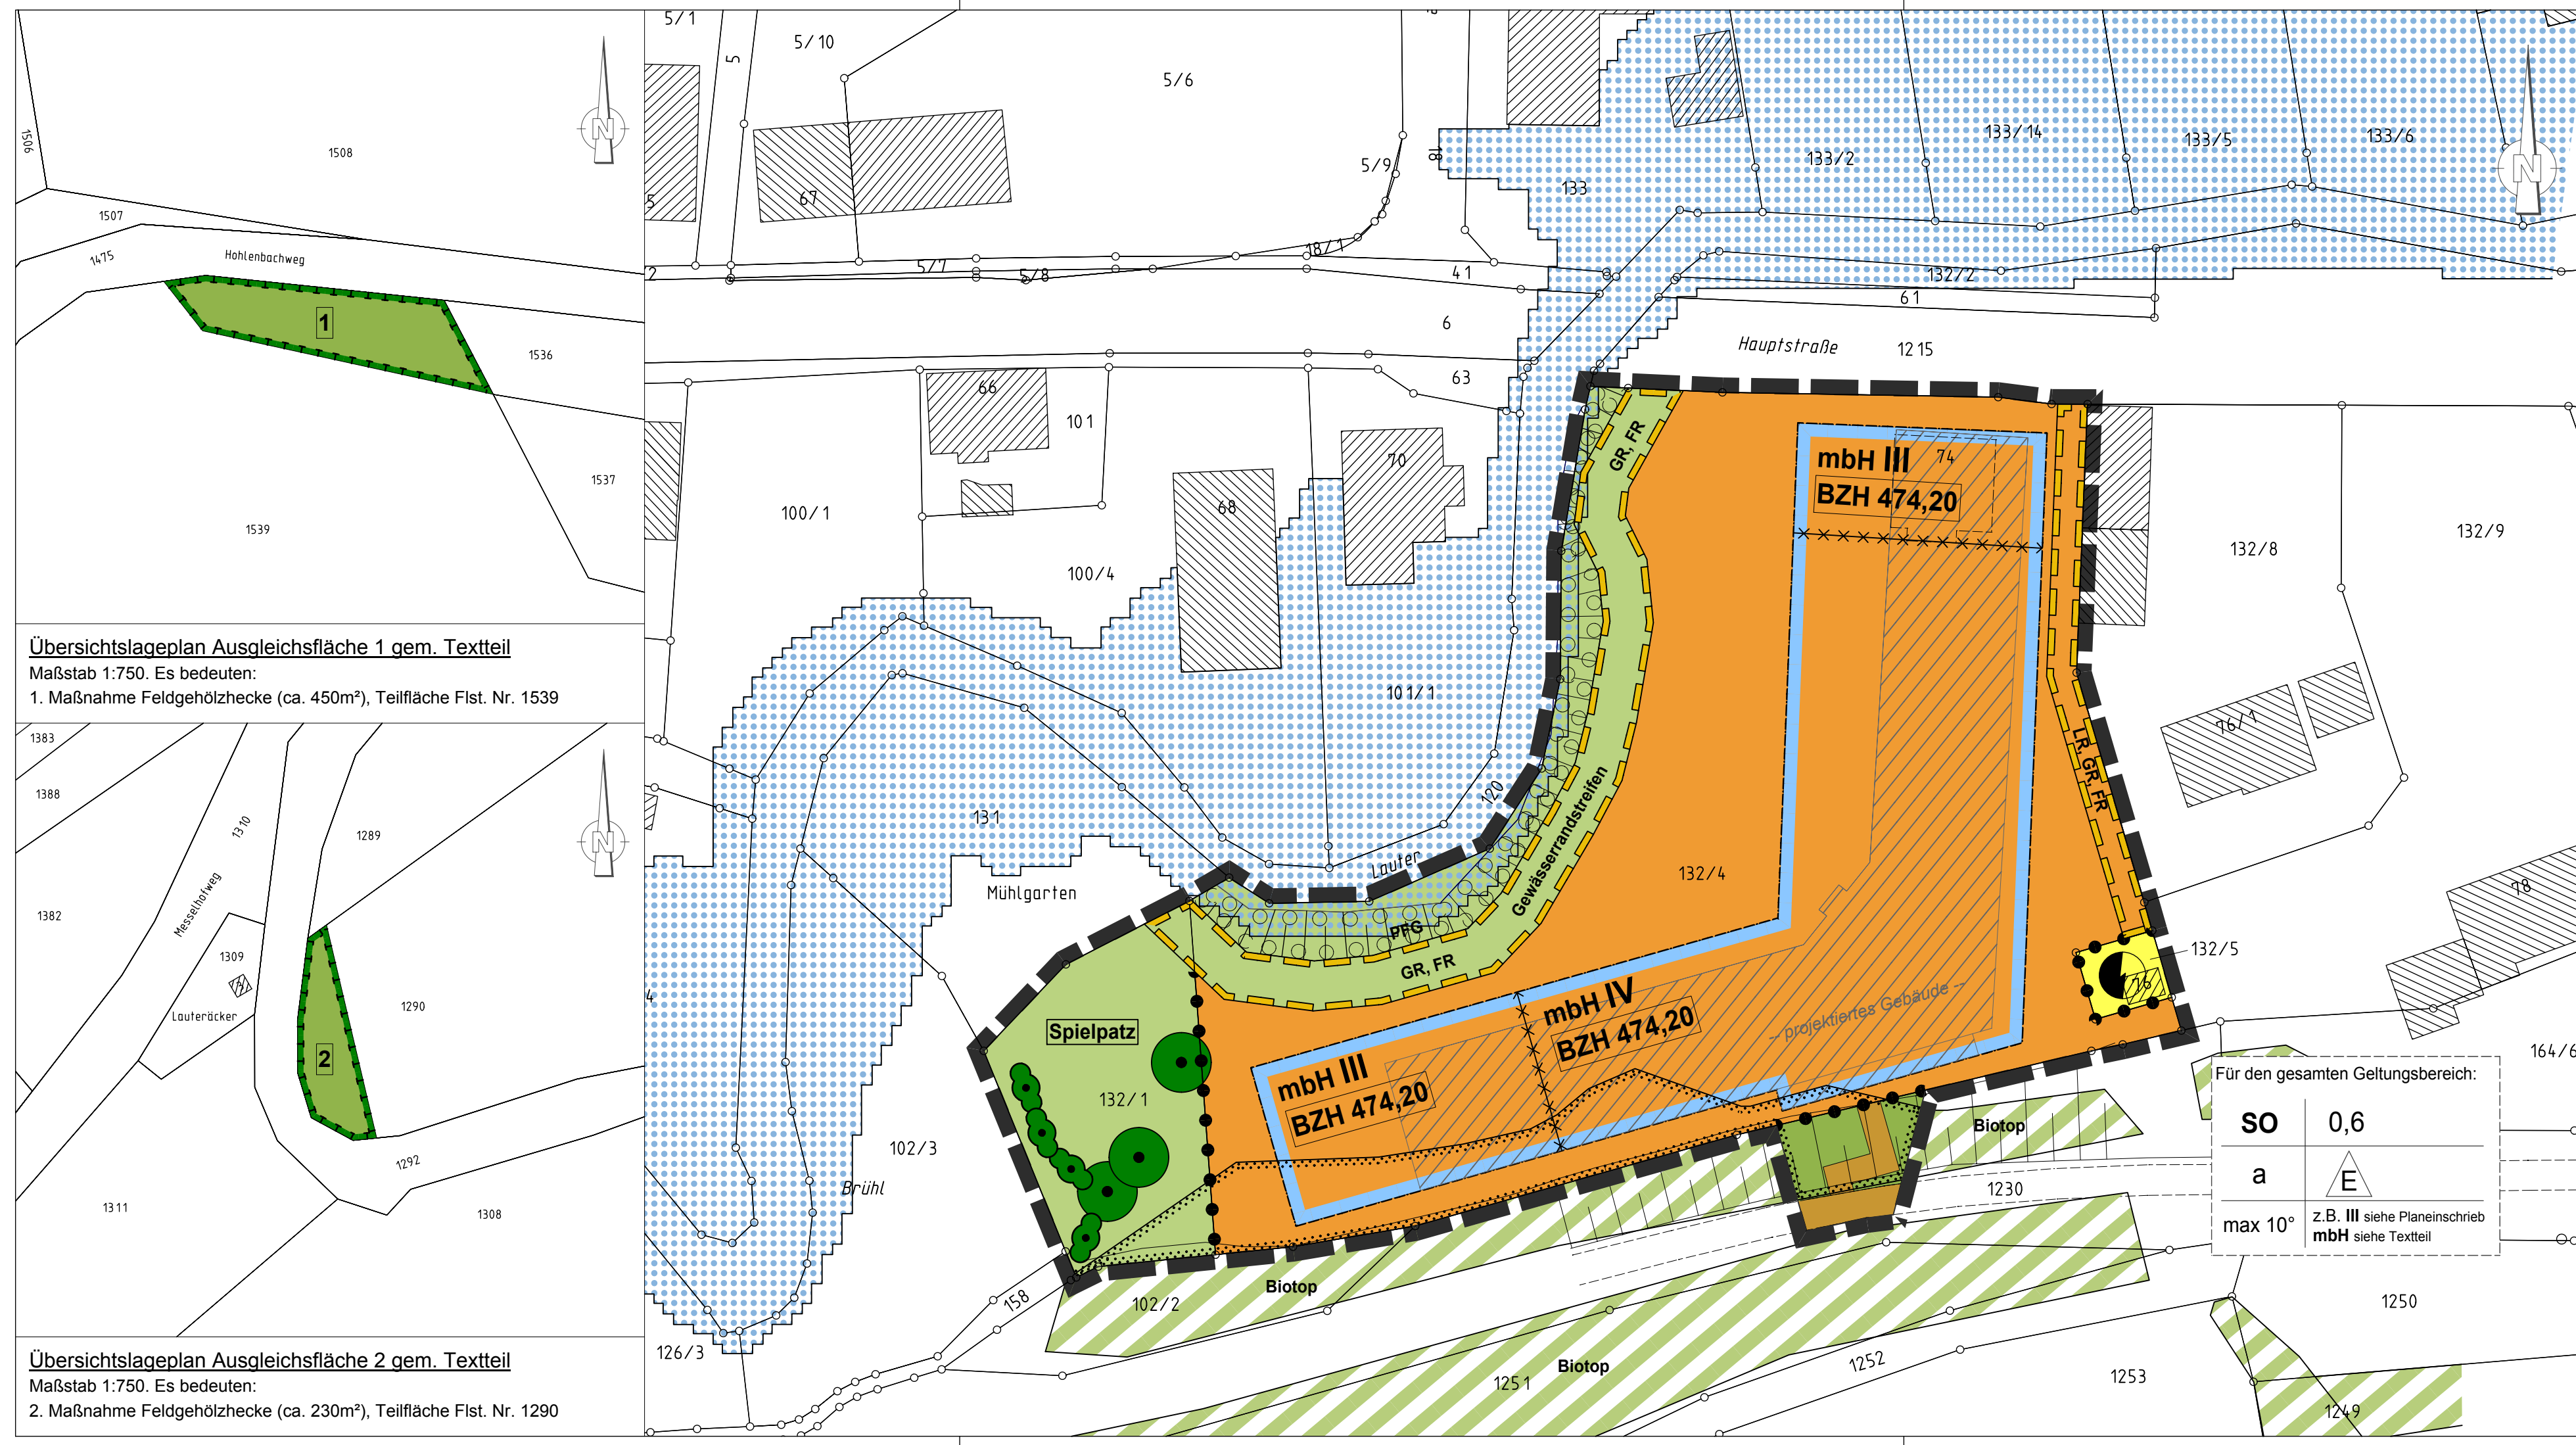 1506
1508
1507
1475
Hohlenbachweg
1
1536
1537
1539
N
Übersichtslageplan Ausgleichsfläche 1 gem. Textteil
Maßstab 1:750. Es bedeuten:
1. Maßnahme Feldgehölzhecke (ca. 450m²), Teilfläche Flst. Nr. 1539
1383
1388
1310
1289
1382
Messelhofweg
1309
Lauteräcker
1290
2
1292
1311
1308
N
Übersichtslageplan Ausgleichsfläche 2 gem. Textteil
Maßstab 1:750. Es bedeuten:
2. Maßnahme Feldgehölzhecke (ca. 230m²), Teilfläche Flst. Nr. 1290
5/1
5
5/10
5/6
67
5
5/9
18
133
133/2
133/14
133/5
133/6
N
18/1
2
5/7
5/8
41
132/2
61
6
Hauptstraße
1215
63
66
101
70
68
100/1
100/4
101/1
GR, FR
mbH III
74
BZH 474,20
132/8
132/9
76/1
LR, GR, FR
78
131
120
Lauter
Mühlgarten
Gewässerrandstreifen
132/4
PFG
GR, FR
132/5
76
4
Spielpatz
132/1
mbH IV
BZH 474,20
-- projektiertes Gebäude --
mbH III
BZH 474,20
102/3
Brühl
Biotop
164/6
Für den gesamten Geltungsbereich:
SO
0,6
a
E
max 10°
z.B. III siehe Planeinschrieb
mbH siehe Textteil
1230
Biotop
158
102/2
126/3
Biotop
1251
1252
1253
1250
1249